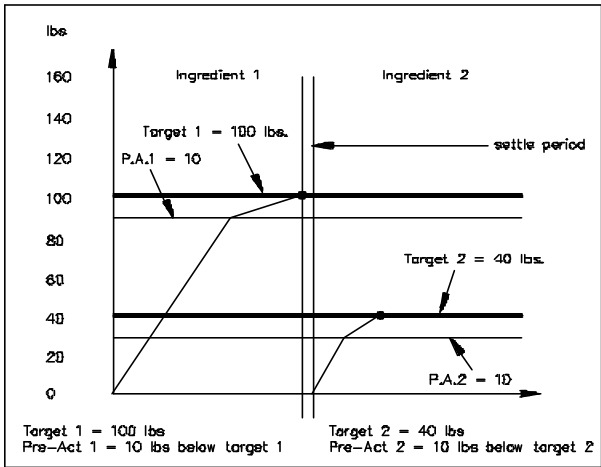 lbs
160
140
120
100
80
60
40
20
0
Ingredient 1
Ingredient 2
Target 1 = 100 lbs.
settle period
P.A.1 = 10
Target 2 = 40 lbs.
P.A.2 = 10
Target 1 = 100 lbs
Pre-Act 1 = 10 lbs below target 1
Target 2 = 40 lbs
Pre-Act 2 = 10 lbs below target 2